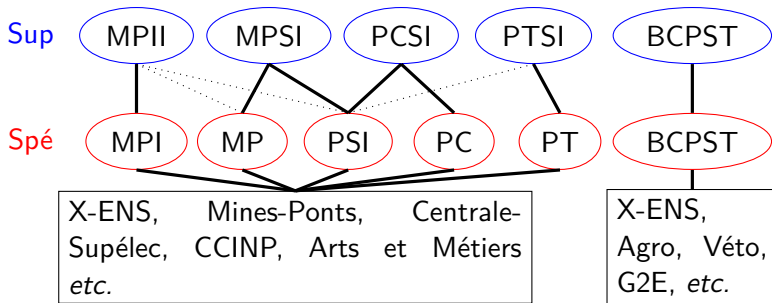 Sup MPII MPSI PCSI PTSI BCPST
Spé MPI MP PSI PC PT BCPST
X-ENS, Mines-Ponts, Centrale-
Supélec, CCINP, Arts et Métiers
etc.
X-ENS,
Agro, Véto,
G2E, etc.